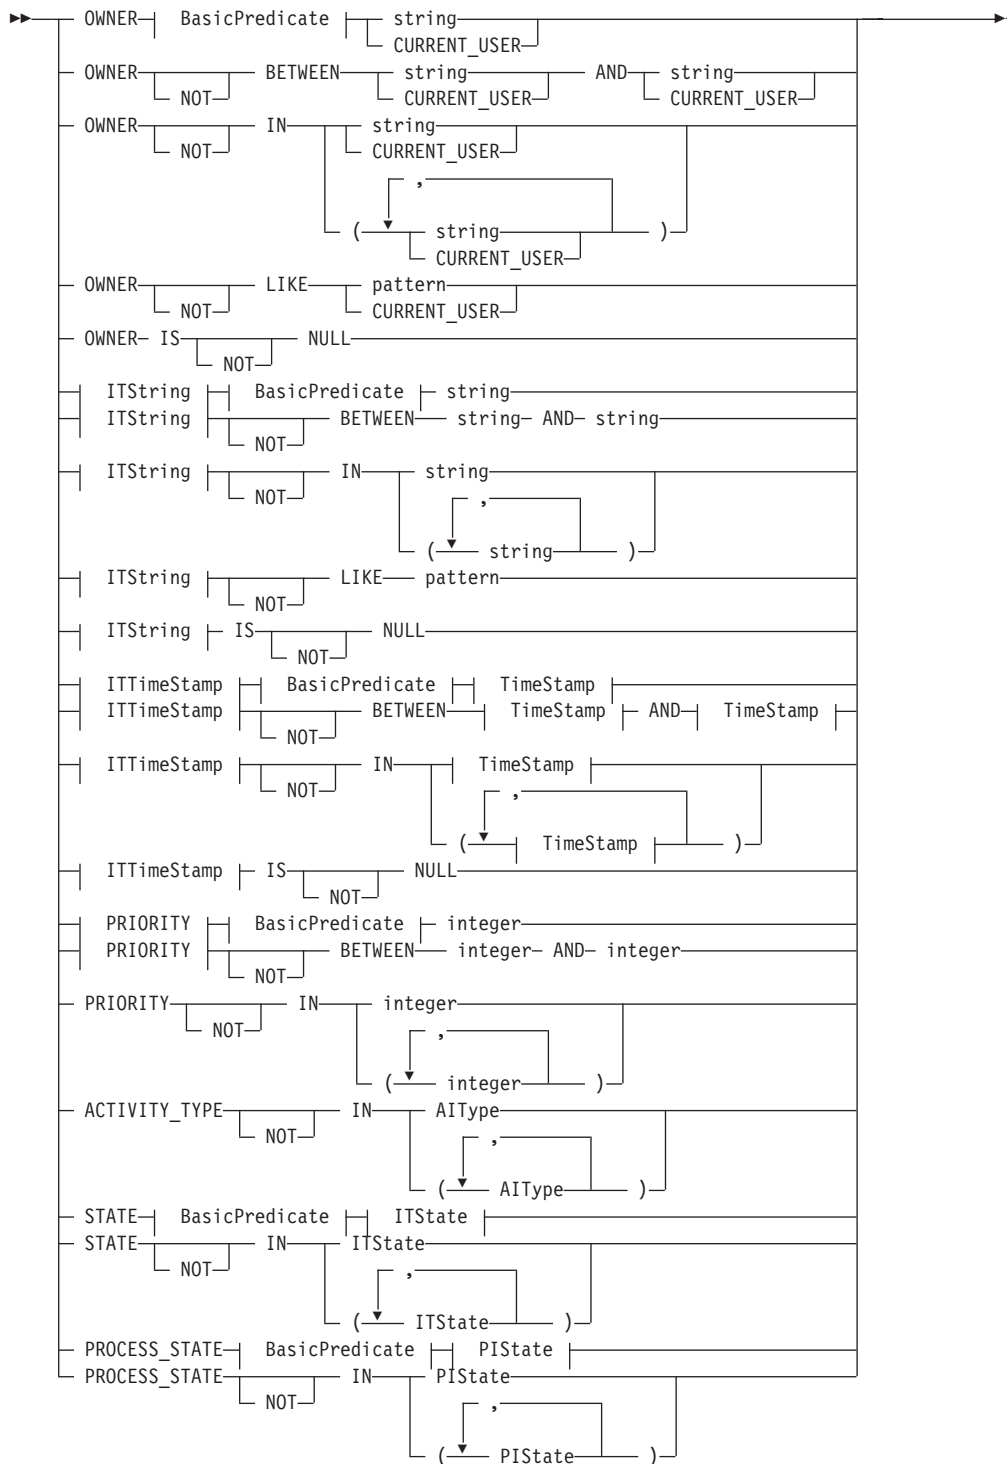 OWNER BasicPredicate string
CURRENT_USER
OWNER BETWEEN string AND string
NOT CURRENT_USER CURRENT_USER
OWNER IN string
NOT CURRENT_USER
,
( string )
CURRENT_USER
OWNER LIKE pattern
NOT CURRENT_USER
OWNER IS NULL
NOT
ITString BasicPredicate string
ITString BETWEEN string AND string
NOT
ITString IN string
NOT ,
( string )
ITString LIKE pattern
NOT
ITString IS NULL
NOT
ITTimeStamp BasicPredicate TimeStamp
ITTimeStamp BETWEEN TimeStamp AND TimeStamp
NOT
ITTimeStamp IN TimeStamp
NOT ,
( TimeStamp )
ITTimeStamp IS NULL
NOT
PRIORITY BasicPredicate integer
PRIORITY BETWEEN integer AND integer
NOT
PRIORITY IN integer
NOT ,
( integer )
ACTIVITY_TYPE IN AIType
NOT ,
( AIType )
STATE BasicPredicate ITState
STATE IN ITState
NOT ,
( ITState )
PROCESS_STATE BasicPredicate PIState
PROCESS_STATE IN PIState
NOT ,
( PIState )